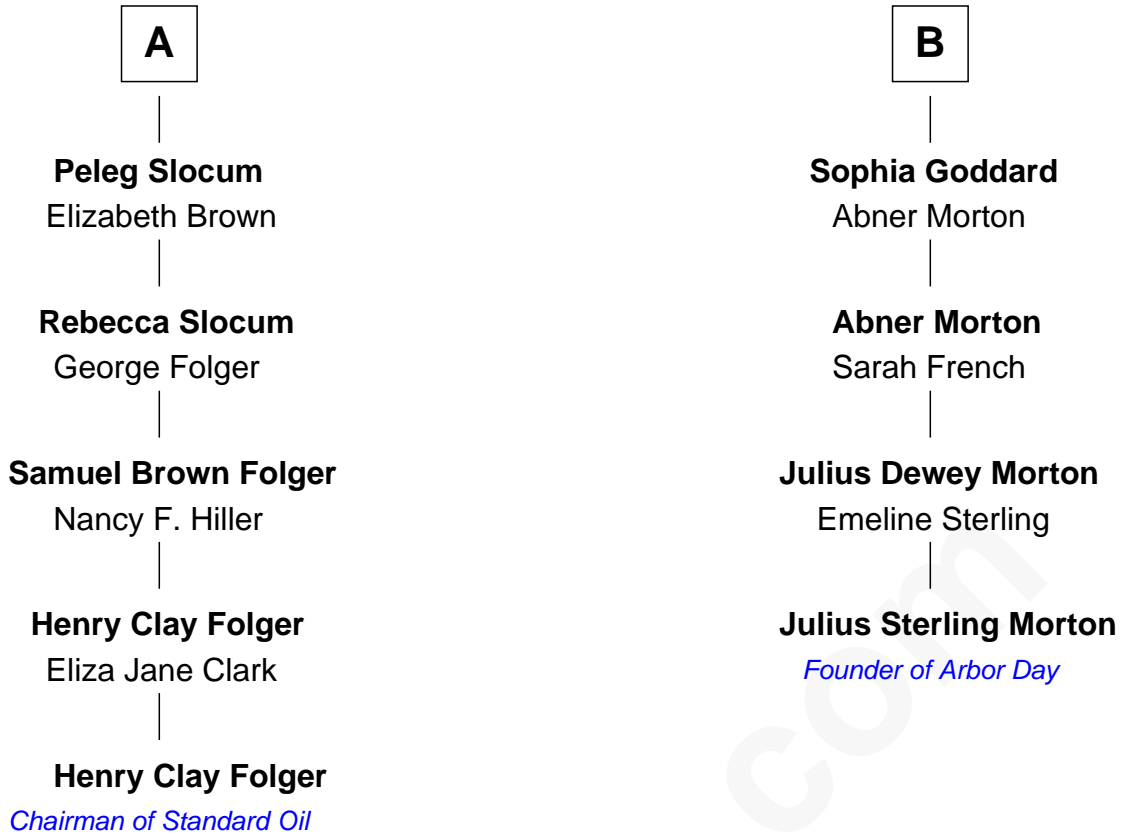 A
Peleg Slocum
Elizabeth Brown
Rebecca Slocum
George Folger
Samuel Brown Folger
Nancy F. Hiller
Henry Clay Folger
Eliza Jane Clark
Henry Clay Folger
Chairman of Standard Oil
B
Sophia Goddard
Abner Morton
Abner Morton
Sarah French
Julius Dewey Morton
Emeline Sterling
Julius Sterling Morton
Founder of Arbor Day
com